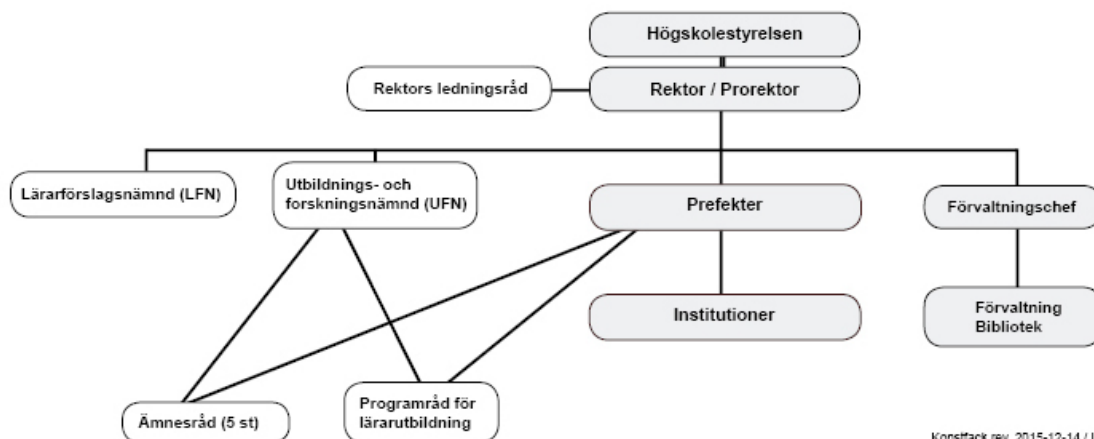 Högskolestyrelsen
Rektors ledningsråd
Rektor / Prorektor
Lärarförslagsnämnd (LFN)
Utbildnings- och
forskningsnämnd (UFN)
Prefekter
Förvaltningschef
Institutioner
Förvaltning
Bibliotek
Ämnesråd (5 st)
Programråd för
lärarutbildning
Konstfack rev. 2015-12-14 /